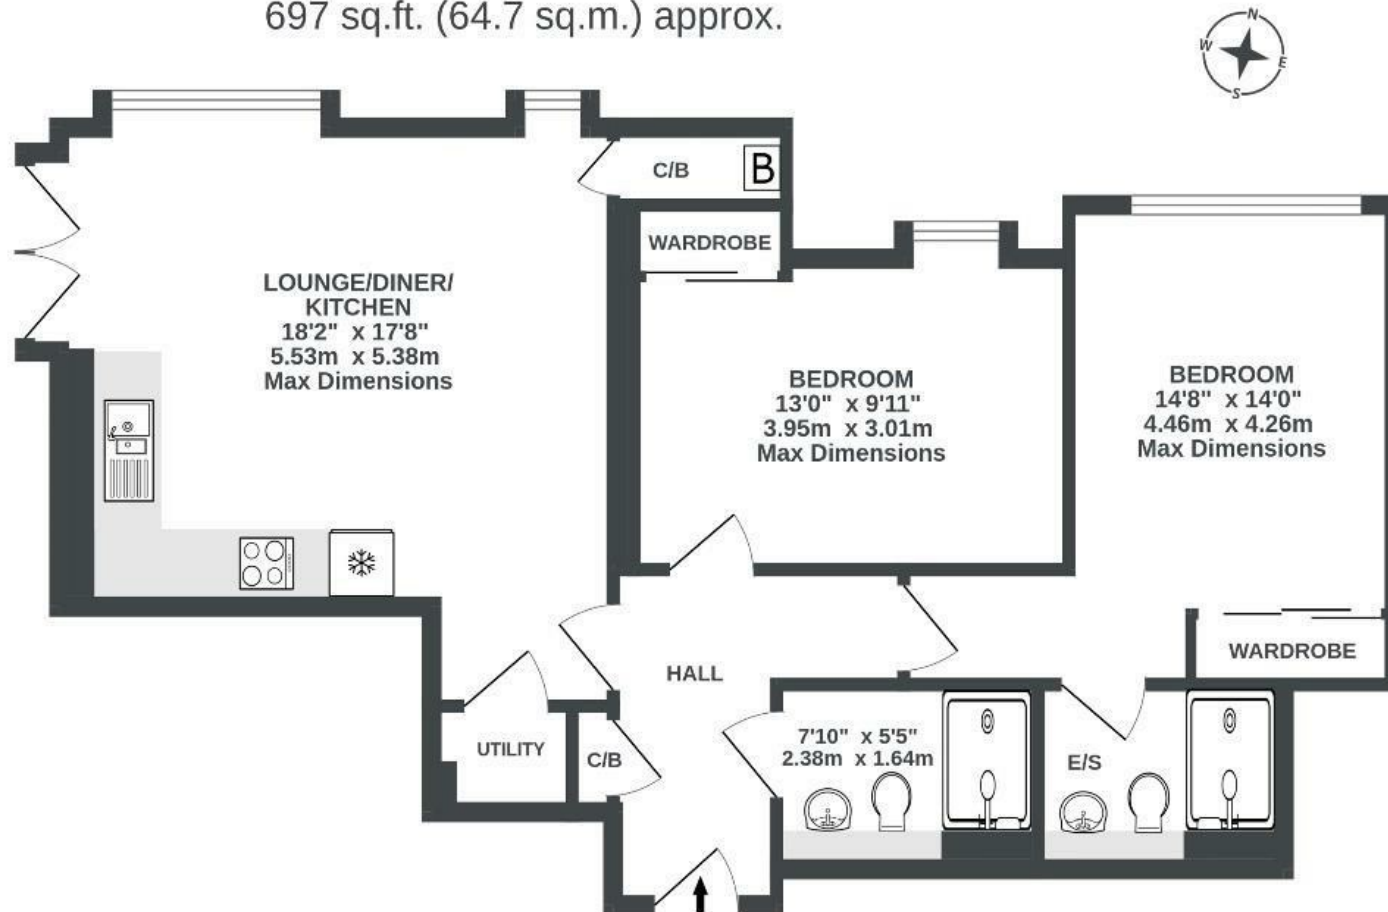 697 sq.ft. (64.7 sq.m.) approx.
N
W
E
S
C/B
B
WARDROBE
LOUNGE/DINER/
KITCHEN
18'2" x 17'8"
5.53m x 5.38m
Max Dimensions
BEDROOM
13'0" x 9'11"
3.95m x 3.01m
Max Dimensions
BEDROOM
14'8" x 14'0"
4.46m x 4.26m
Max Dimensions
WARDROBE
HALL
UTILITY
C/B
7'10" x 5'5"
2.38m x 1.64m
E/S